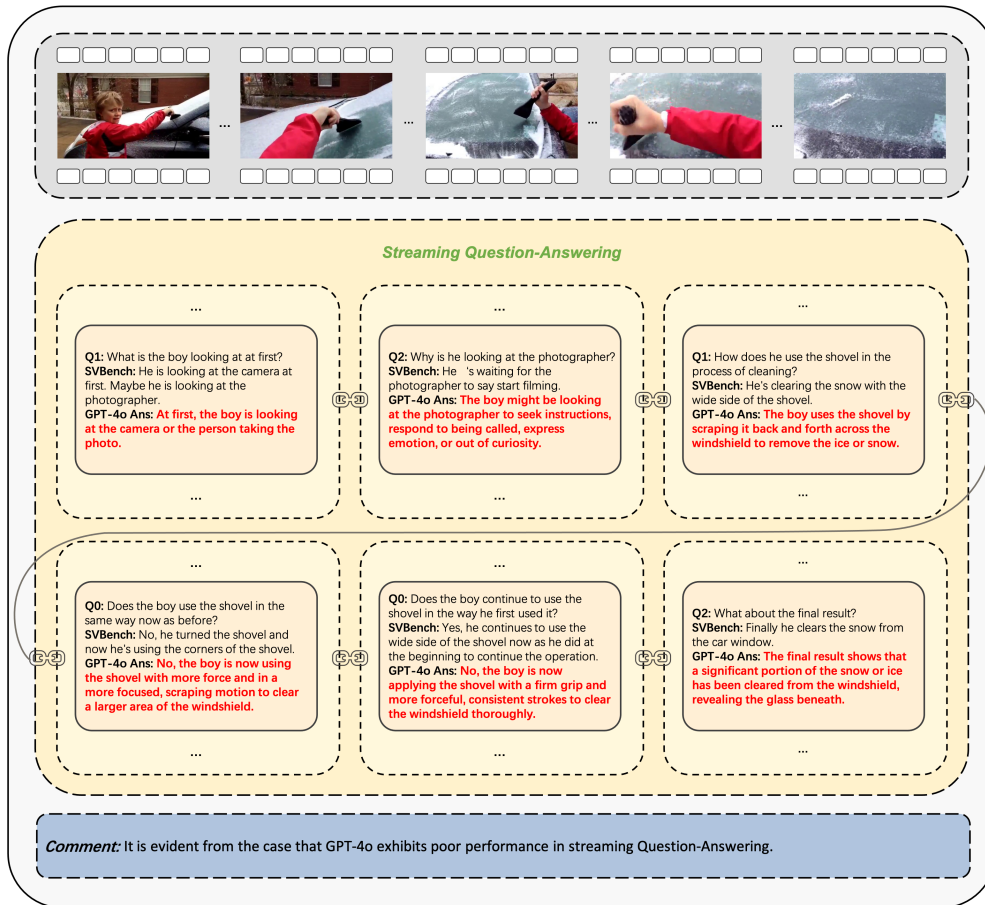 ... ... ... ...
Streaming Question-Answering
...
Q1: What is the boy looking at at first?
SVBench: He is looking at the camera at
first. Maybe he is looking at the
photographer.
GPT-4o Ans: At first, the boy is looking
at the camera or the person taking the
photo.
...
...
Q2: Why is he looking at the photographer?
SVBench: He 's waiting for the
photographer to say start filming.
GPT-4o Ans: The boy might be looking
at the photographer to seek instructions,
respond to being called, express
emotion, or out of curiosity.
...
...
Q1: How does he use the shovel in the
process of cleaning?
SVBench: He's clearing the snow with the
wide side of the shovel.
GPT-4o Ans: The boy uses the shovel by
scraping it back and forth across the
windshield to remove the ice or snow.
...
...
Q0: Does the boy use the shovel in the
same way now as before?
SVBench: No, he turned the shovel and
now he's using the corners of the shovel.
GPT-4o Ans: No, the boy is now using
the shovel with more force and in a
more focused, scraping motion to clear
a larger area of the windshield.
...
...
Q0: Does the boy continue to use the
shovel in the way he first used it?
SVBench: Yes, he continues to use the
wide side of the shovel now as he did at
the beginning to continue the operation.
GPT-4o Ans: No, the boy is now
applying the shovel with a firm grip and
more forceful, consistent strokes to clear
the windshield thoroughly.
...
...
Q2: What about the final result?
SVBench: Finally he clears the snow from
the car window.
GPT-4o Ans: The final result shows that
a significant portion of the snow or ice
has been cleared from the windshield,
revealing the glass beneath.
...
Comment: It is evident from the case that GPT-4o exhibits poor performance in streaming Question-Answering.